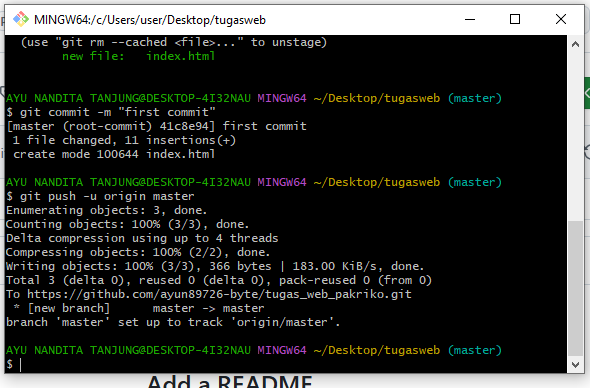 MINGW64:/c/Users/user/Desktop/tugasweb
(use "git rm --cached <file>..." to unstage)
new file:   index.html
AYU NANDITA TANJUNG@DESKTOP-4I32NAU MINGW64 ~/Desktop/tugasweb (master)
$ git commit -m "first commit"
[master (root-commit) 41c8e94] first commit
1 file changed, 11 insertions(+)
create mode 100644 index.html
AYU NANDITA TANJUNG@DESKTOP-4I32NAU MINGW64 ~/Desktop/tugasweb (master)
$ git push -u origin master
Enumerating objects: 3, done.
Counting objects: 100% (3/3), done.
Delta compression using up to 4 threads
Compressing objects: 100% (2/2), done.
Writing objects: 100% (3/3), 366 bytes | 183.00 KiB/s, done.
Total 3 (delta 0), reused 0 (delta 0), pack-reused 0 (from 0)
To https://github.com/ayun89726-byte/tugas_web_pakriko.git
* [new branch]      master -> master
branch 'master' set up to track 'origin/master'.
AYU NANDITA TANJUNG@DESKTOP-4I32NAU MINGW64 ~/Desktop/tugasweb (master)
$
Add a README